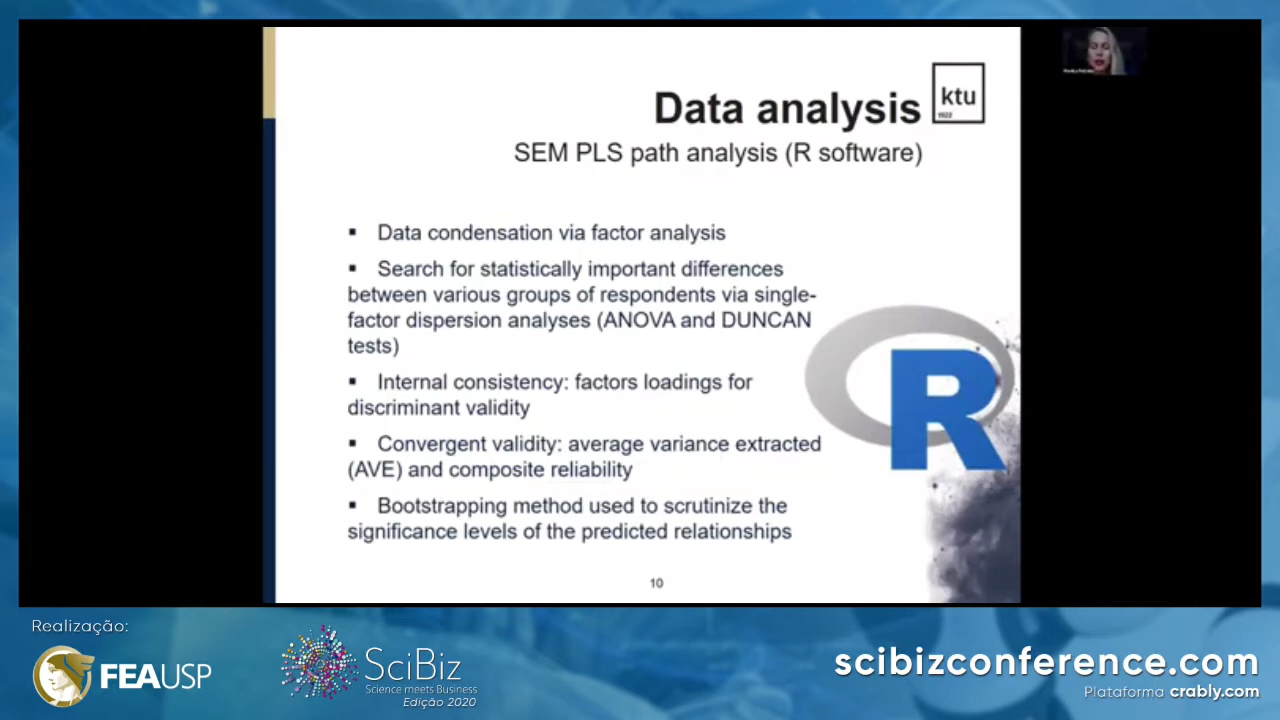 Data analysis
ktu
1922
SEM PLS path analysis (R software)
▪ Data condensation via factor analysis
▪ Search for statistically important differences
between various groups of respondents via single-
factor dispersion analyses (ANOVA and DUNCAN
tests)
▪ Internal consistency: factors loadings for
discriminant validity
▪ Convergent validity: average variance extracted
(AVE) and composite reliability
▪ Bootstrapping method used to scrutinize the
significance levels of the predicted relationships
R
10
Realização:
FEAUSP
SciBiz
Science meets Business
Edição 2020
scibizconference.com
Plataforma crably.com